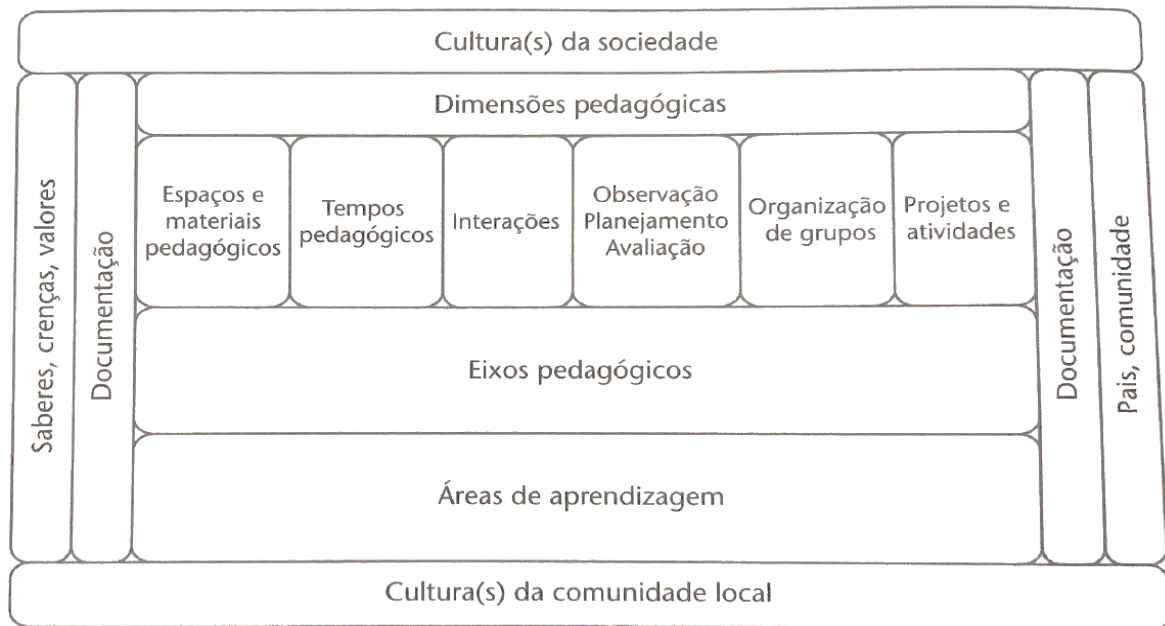 Cultura(s) da sociedade
Saberes, crenças, valores
Documentação
Dimensões pedagógicas
Espaços e
materiais
pedagógicos
Tempos
pedagógicos
Interações
Observação
Planejamento
Avaliação
Organização
de grupos
Projetos e
atividades
Eixos pedagógicos
Áreas de aprendizagem
Documentação
Pais, comunidade
Cultura(s) da comunidade local